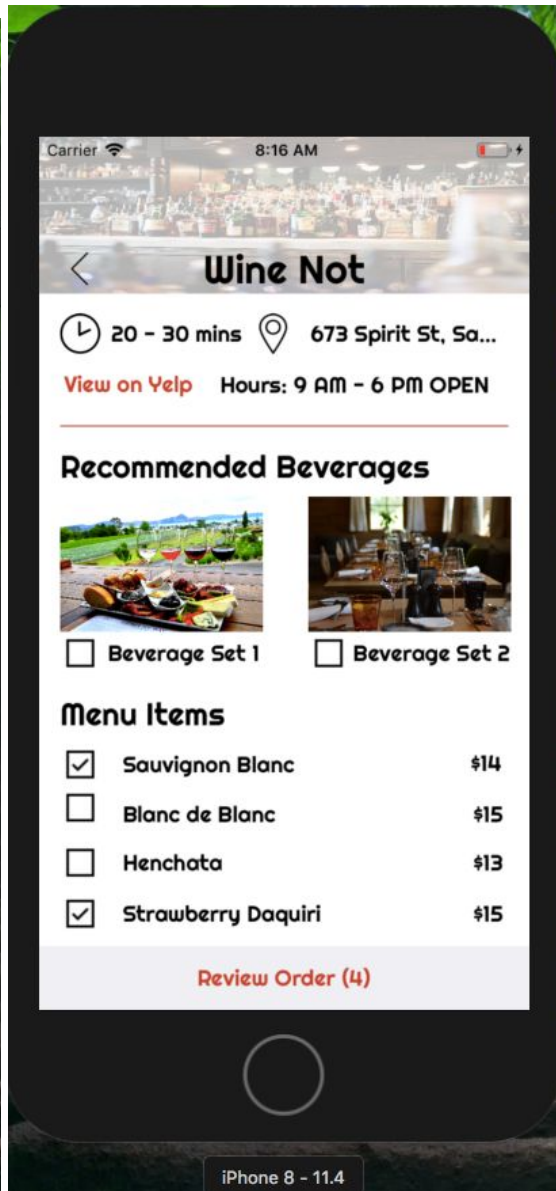 Carrier 8:16 AM
Wine Not
20 - 30 mins 673 Spirit St, Sa...
View on Yelp Hours: 9 AM - 6 PM OPEN
Recommended Beverages
Beverage Set 1 Beverage Set 2
Menu Items
Sauvignon Blanc $14
Blanc de Blanc $15
Henchata $13
Strawberry Daquiri $15
Review Order (4)
iPhone 8 - 11.4